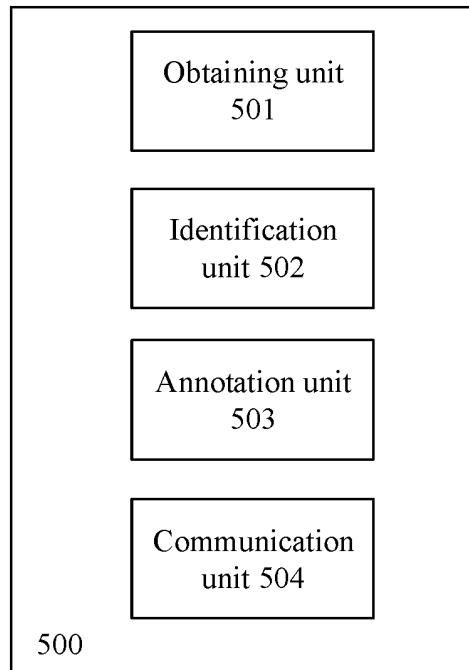 Obtaining unit
501
Identification
unit 502
Annotation unit
503
Communication
unit 504
500